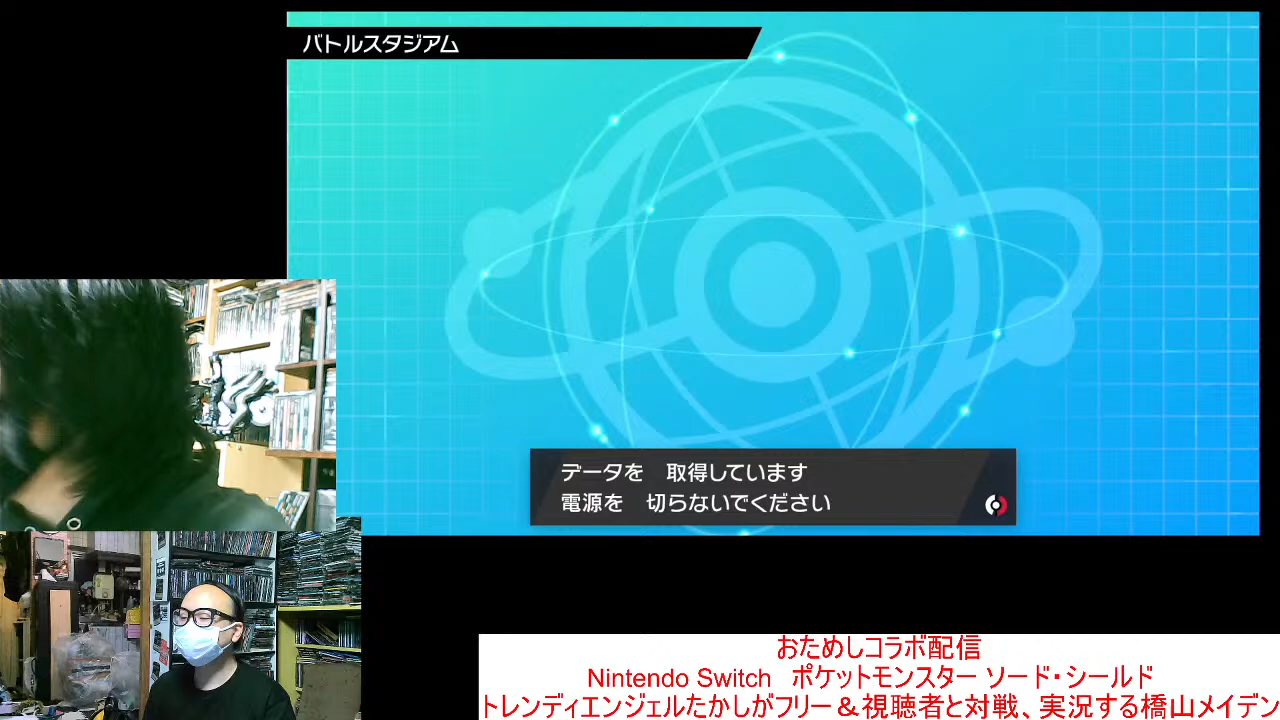 バトルスタジアム
データを 取得しています
電源を 切らないでください
おためしコラボ配信
Nintendo Switch ポケットモンスター ソード・シールド
トレンディエンジェルたかしがフリー＆視聴者と対戦、実況する橋山メイデン